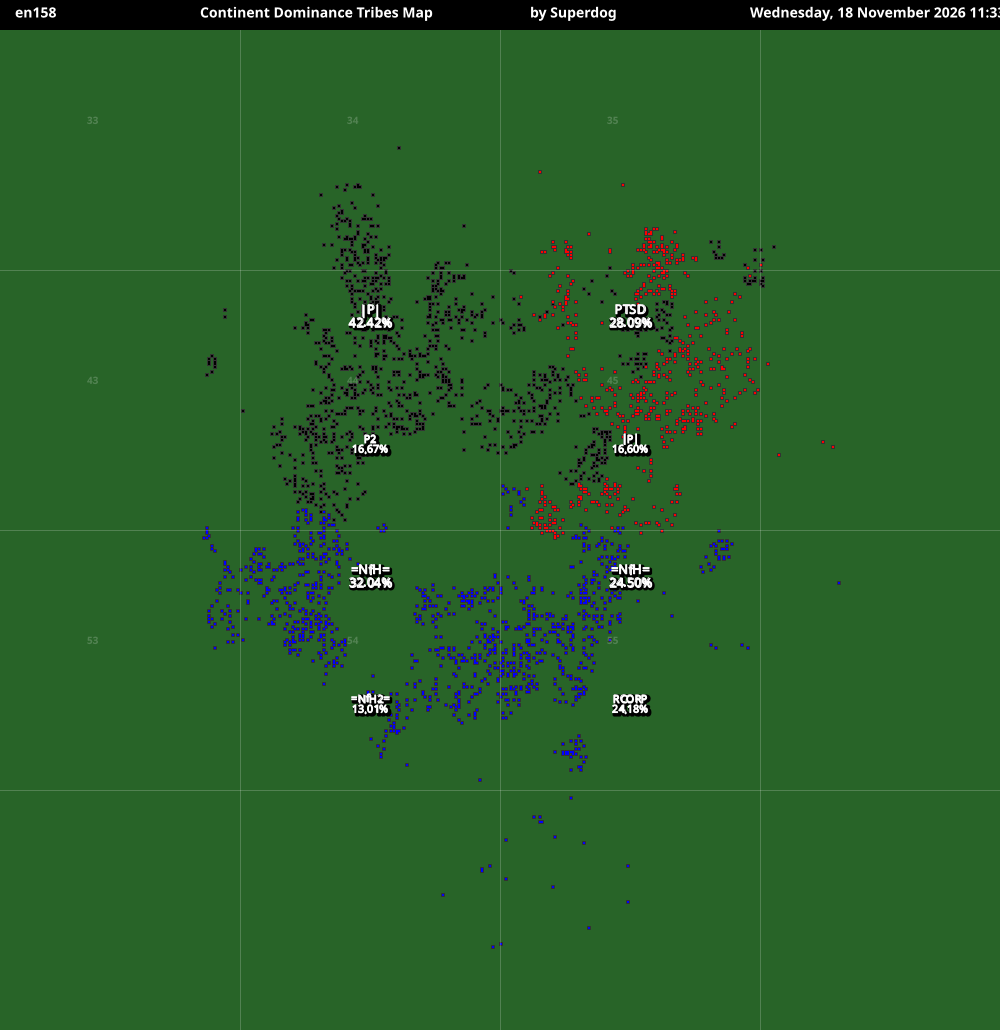 en158 Continent Dominance Tribes Map by Superdog Wednesday, 18 November 2026 11:33
33 34 35
|P| PTSD
42.42% 28.09%
43 45
P2 |P|
16,67% 16,60%
=NfH= =NfH=
32.04% 24.50%
53 54 55
=NfH2= RCORP
13,01% 24,18%